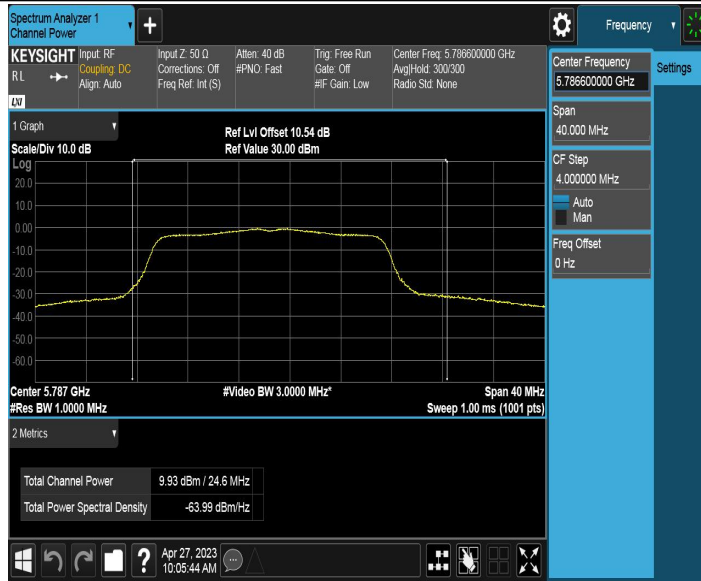 Spectrum Analyzer 1
Channel Power
Frequency
KEYSIGHT
RL
LXI
Input: RF
Coupling: DC
Align: Auto
Input Z: 50 Ω
Corrections: Off
Freq Ref: Int (S)
Atten: 40 dB
#PNO: Fast
Trig: Free Run
Gate: Off
#IF Gain: Low
Center Freq: 5.786600000 GHz
Avg|Hold: 300/300
Radio Std: None
Center Frequency
5.786600000 GHz
Settings
Span
40.000 MHz
CF Step
4.000000 MHz
Auto
Man
Freq Offset
0 Hz
1 Graph
Scale/Div 10.0 dB
Ref Lvl Offset 10.54 dB
Ref Value 30.00 dBm
Log
20.0
10.0
0.00
-10.0
-20.0
-30.0
-40.0
-50.0
-60.0
Center 5.787 GHz
#Res BW 1.0000 MHz
#Video BW 3.0000 MHz*
Span 40 MHz
Sweep 1.00 ms (1001 pts)
2 Metrics
Total Channel Power 9.93 dBm / 24.6 MHz
Total Power Spectral Density -63.99 dBm/Hz
?
Apr 27, 2023
10:05:44 AM